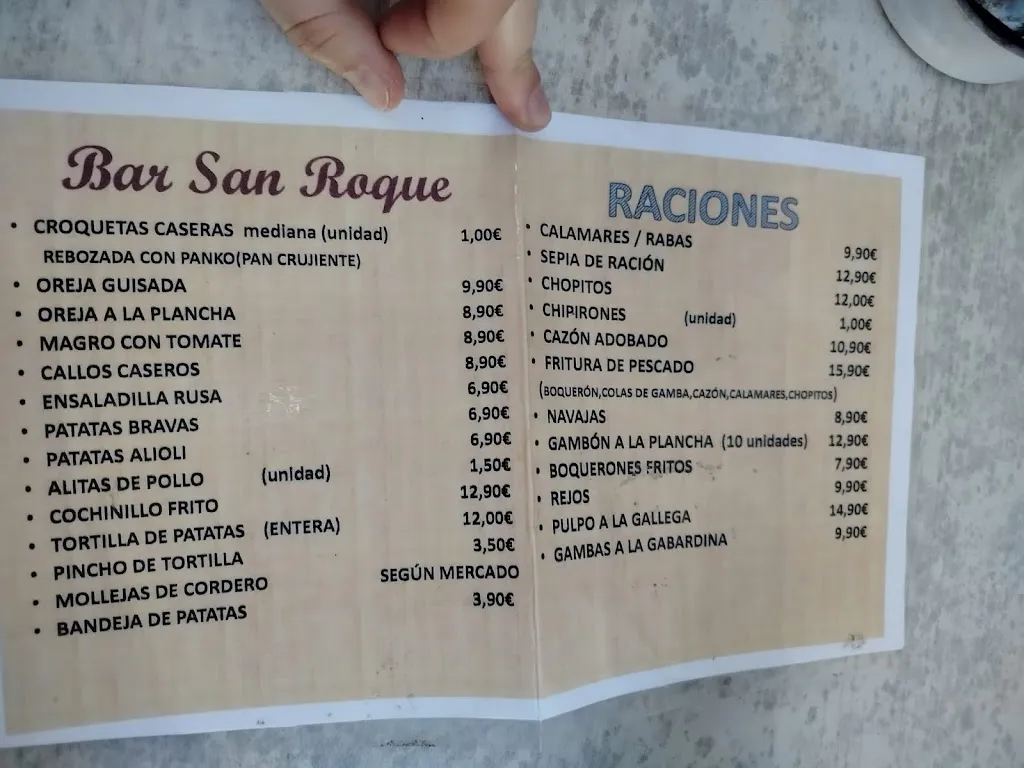 Bar San Roque
• CROQUETAS CASERAS mediana (unidad) 1,00€
REBOZADA CON PANKO(PAN CRUJIENTE)
• OREJA GUISADA 9,90€
• OREJA A LA PLANCHA 8,90€
• MAGRO CON TOMATE 8,90€
• CALLOS CASEROS 8,90€
• ENSALADILLA RUSA 6,90€
• PATATAS BRAVAS 6,90€
• PATATAS ALIOLI 6,90€
• ALITAS DE POLLO (unidad) 1,50€
• COCHINILLO FRITO 12,90€
• TORTILLA DE PATATAS (ENTERA) 12,00€
• PINCHO DE TORTILLA 3,50€
• MOLLEJAS DE CORDERO SEGÚN MERCADO
• BANDEJA DE PATATAS 3,90€
RACIONES
• CALAMARES / RABAS 9,90€
• SEPIA DE RACIÓN 12,90€
• CHOPITOS 12,00€
• CHIPIRONES (unidad) 1,00€
• CAZÓN ADOBADO 10,90€
• FRITURA DE PESCADO 15,90€
(BOQUERÓN,COLAS DE GAMBA,CAZÓN,CALAMARES,CHOPITOS)
• NAVAJAS 8,90€
• GAMBÓN A LA PLANCHA (10 unidades) 12,90€
• BOQUERONES FRITOS 7,90€
• REJOS 9,90€
• PULPO A LA GALLEGA 14,90€
• GAMBAS A LA GABARDINA 9,90€